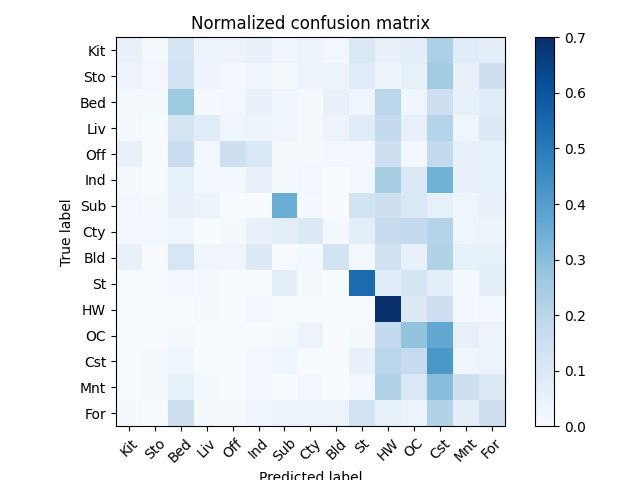 Normalized confusion matrix
True label
Kit
Sto
Bed
Liv
Off
Ind
Sub
Cty
Bld
St
HW
OC
Cst
Mnt
For
Kit Sto Bed Liv Off Ind Sub Cty Bld St HW OC Cst Mnt For
Predicted label
0.7
0.6
0.5
0.4
0.3
0.2
0.1
0.0